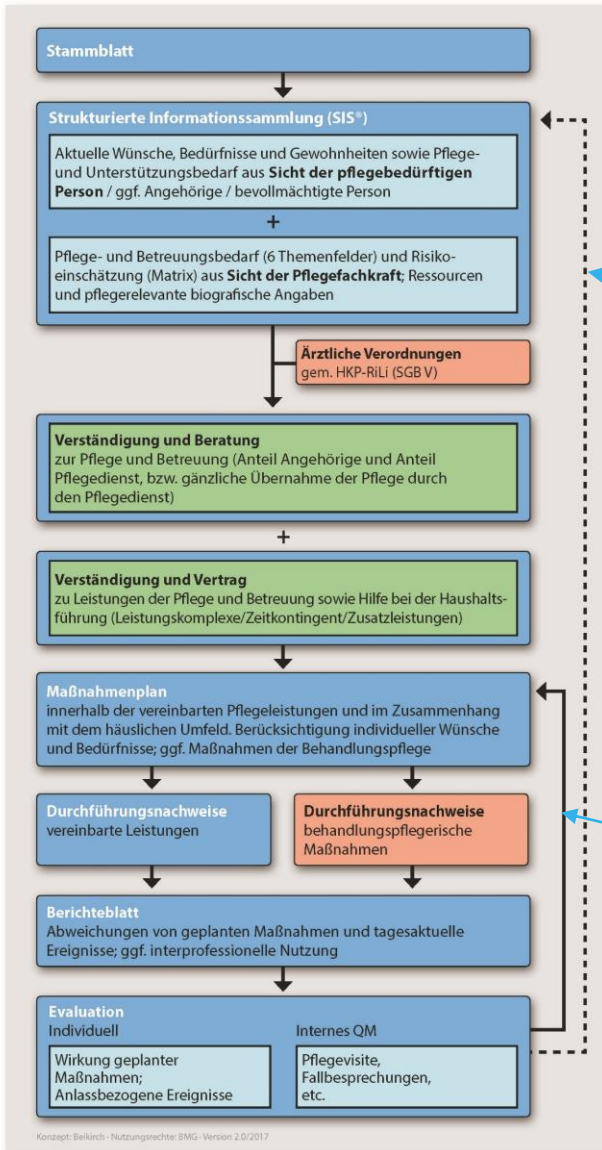 Stammblatt
Strukturierte Informationssammlung (SIS®)
Aktuelle Wünsche, Bedürfnisse und Gewohnheiten sowie Pflege-
und Unterstützungsbedarf aus Sicht der pflegebedürftigen
Person / ggf. Angehörige / bevollmächtigte Person
+
Pflege- und Betreuungsbedarf (6 Themenfelder) und Risiko-
einschätzung (Matrix) aus Sicht der Pflegefachkraft; Ressourcen
und pflegerelevante biografische Angaben
Ärztliche Verordnungen
gem. HKP-RiLi (SGB V)
Verständigung und Beratung
zur Pflege und Betreuung (Anteil Angehörige und Anteil
Pflegedienst, bzw. gänzliche Übernahme der Pflege durch
den Pflegedienst)
+
Verständigung und Vertrag
zu Leistungen der Pflege und Betreuung sowie Hilfe bei der Haushalts-
führung (Leistungskomplexe/Zeitkontingent/Zusatzleistungen)
Maßnahmenplan
innerhalb der vereinbarten Pflegeleistungen und im Zusammenhang
mit dem häuslichen Umfeld. Berücksichtigung individueller Wünsche
und Bedürfnisse; ggf. Maßnahmen der Behandlungspflege
Durchführungsnachweise
vereinbarte Leistungen
Durchführungsnachweise
behandlungspflegerische
Maßnahmen
Berichteblatt
Abweichungen von geplanten Maßnahmen und tagesaktuelle
Ereignisse; ggf. interprofessionelle Nutzung
Evaluation
Individuell
Wirkung geplanter
Maßnahmen;
Anlassbezogene Ereignisse
Internes QM
Pflegevisite,
Fallbesprechungen,
etc.
Konzept: Beikirch - Nutzungsrechte: BMG - Version 2.0/2017